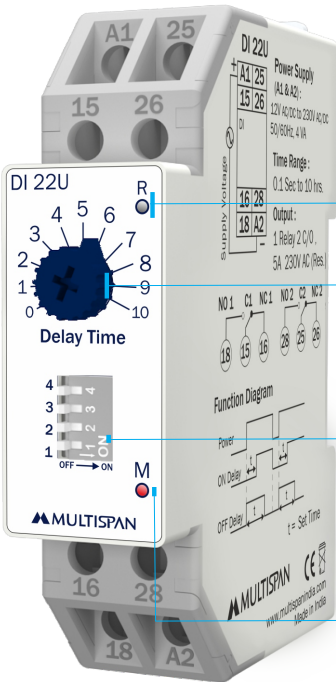 A1 25
15 26
DI 22U
R
0 1 2 3 4 5 6 7 8 9 10
Delay Time
4
3
2
1
4
3
2
1
ON
OFF → ON
M
MULTISPAN
16 28
18 A2
DI 22U
+
A1 25
15 26
DI
16 28
18 A2
−
Supply Voltage
Power Supply
(A1 & A2) :
12V AC/DC to 230V AC/DC
50/60Hz, 4 VA
Time Range :
0.1 Sec to 10 hrs.
Output :
1 Relay 2 C/O ,
5A 230V AC (Res.)
NO 1 C1 NC 1 NO 2 C2 NC 2
18 15 16 28 25 26
Function Diagram
Power
ON Delay
t t
OFF Delay
t t
t = Set Time
MULTISPAN CE
www.multispanindia.com
Made in India